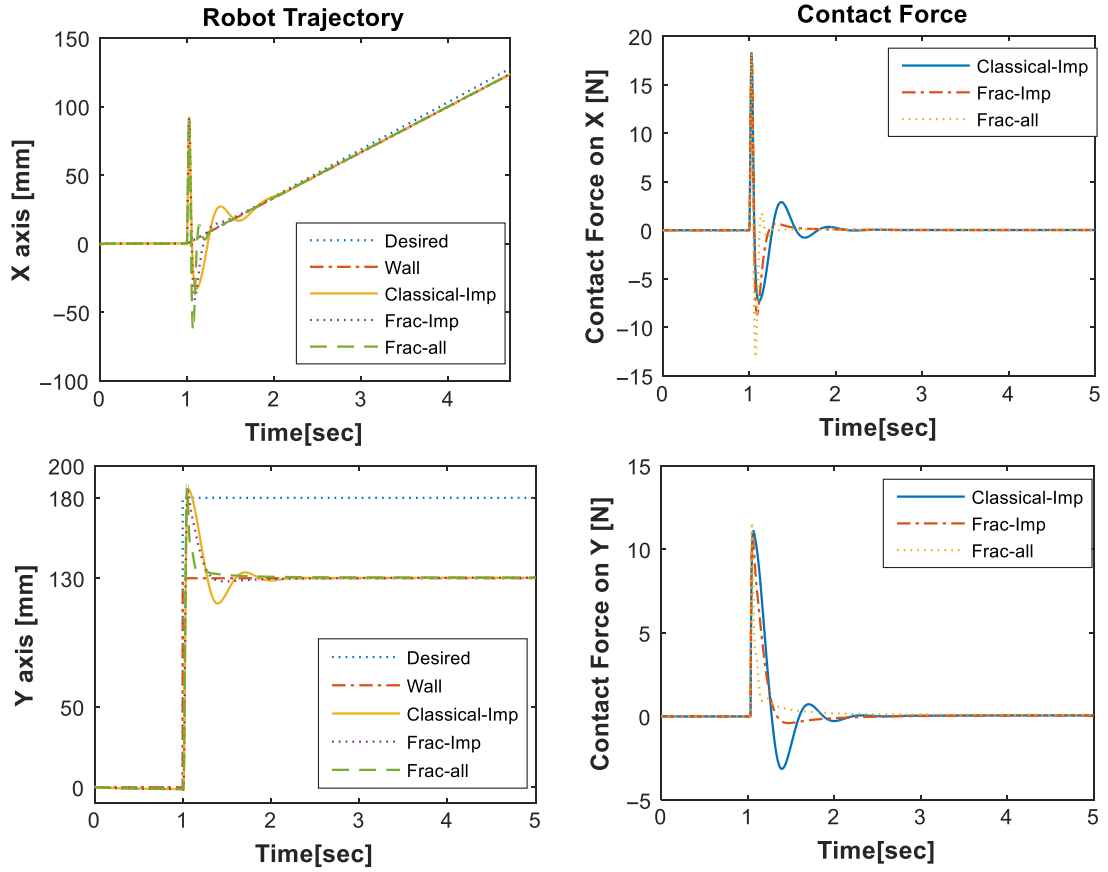 Robot Trajectory
150
100
50
0
−50
−100
X axis [mm]
0 1 2 3 4
Time[sec]
Desired
Wall
Classical-Imp
Frac-Imp
Frac-all
Contact Force
20
15
10
5
0
−5
−10
−15
Contact Force on X [N]
0 1 2 3 4 5
Time[sec]
Classical-Imp
Frac-Imp
Frac-all
200
180
130
50
0
Y axis [mm]
0 1 2 3 4 5
Time[sec]
Desired
Wall
Classical-Imp
Frac-Imp
Frac-all
15
10
5
0
−5
Contact Force on Y [N]
0 1 2 3 4 5
Time[sec]
Classical-Imp
Frac-Imp
Frac-all